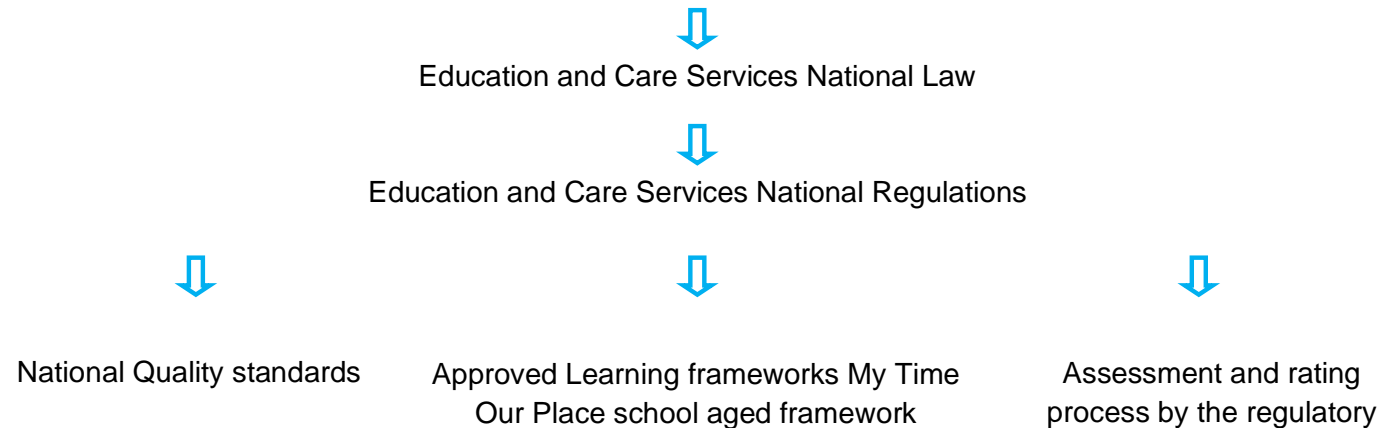 Education and Care Services National Law
Education and Care Services National Regulations
National Quality standards
Approved Learning frameworks My Time
Our Place school aged framework
Assessment and rating
process by the regulatory